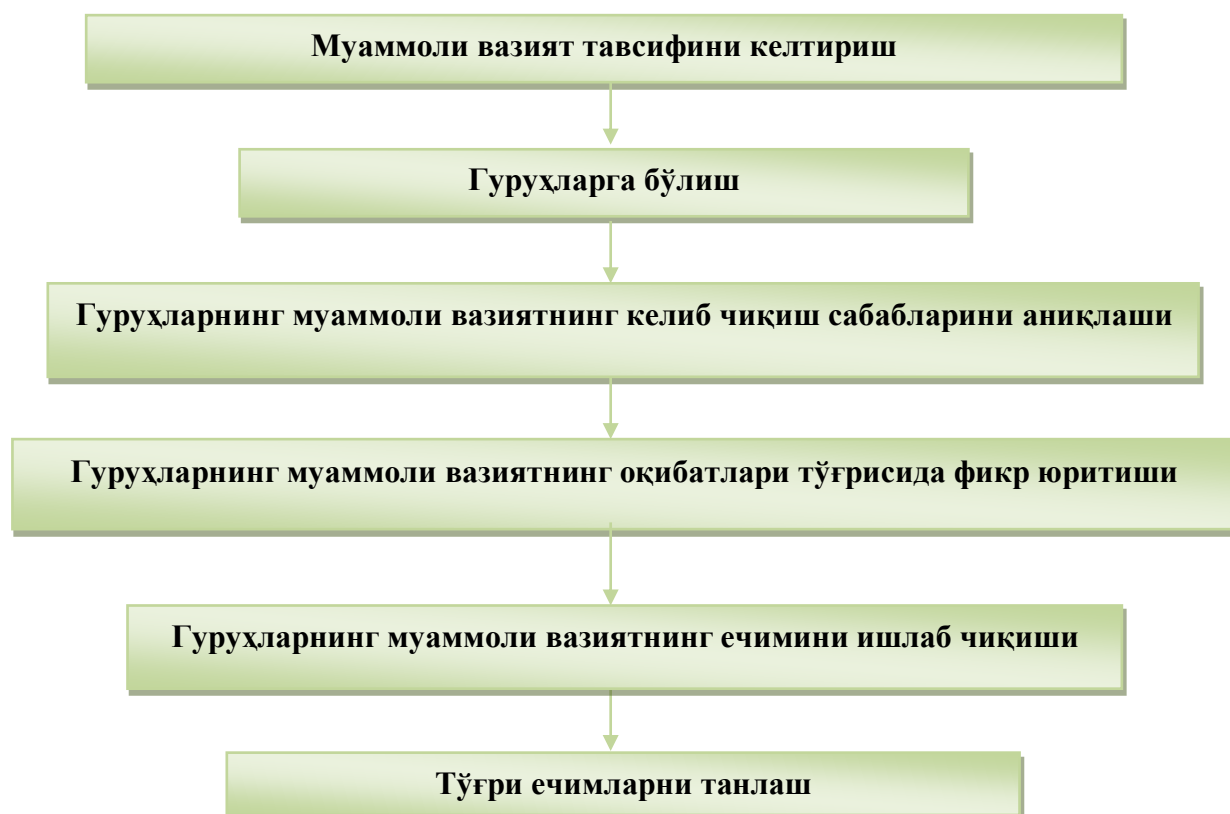 Муаммоли вазият тавсифини келтириш
Гуруҳларга бўлиш
Гуруҳларнинг муаммоли вазиятнинг келиб чиқиш сабабларини аниқлаши
Гуруҳларнинг муаммоли вазиятнинг оқибатлари тўғрисида фикр юритиши
Гуруҳларнинг муаммоли вазиятнинг ечимини ишлаб чиқиши
Тўғри ечимларни танлаш